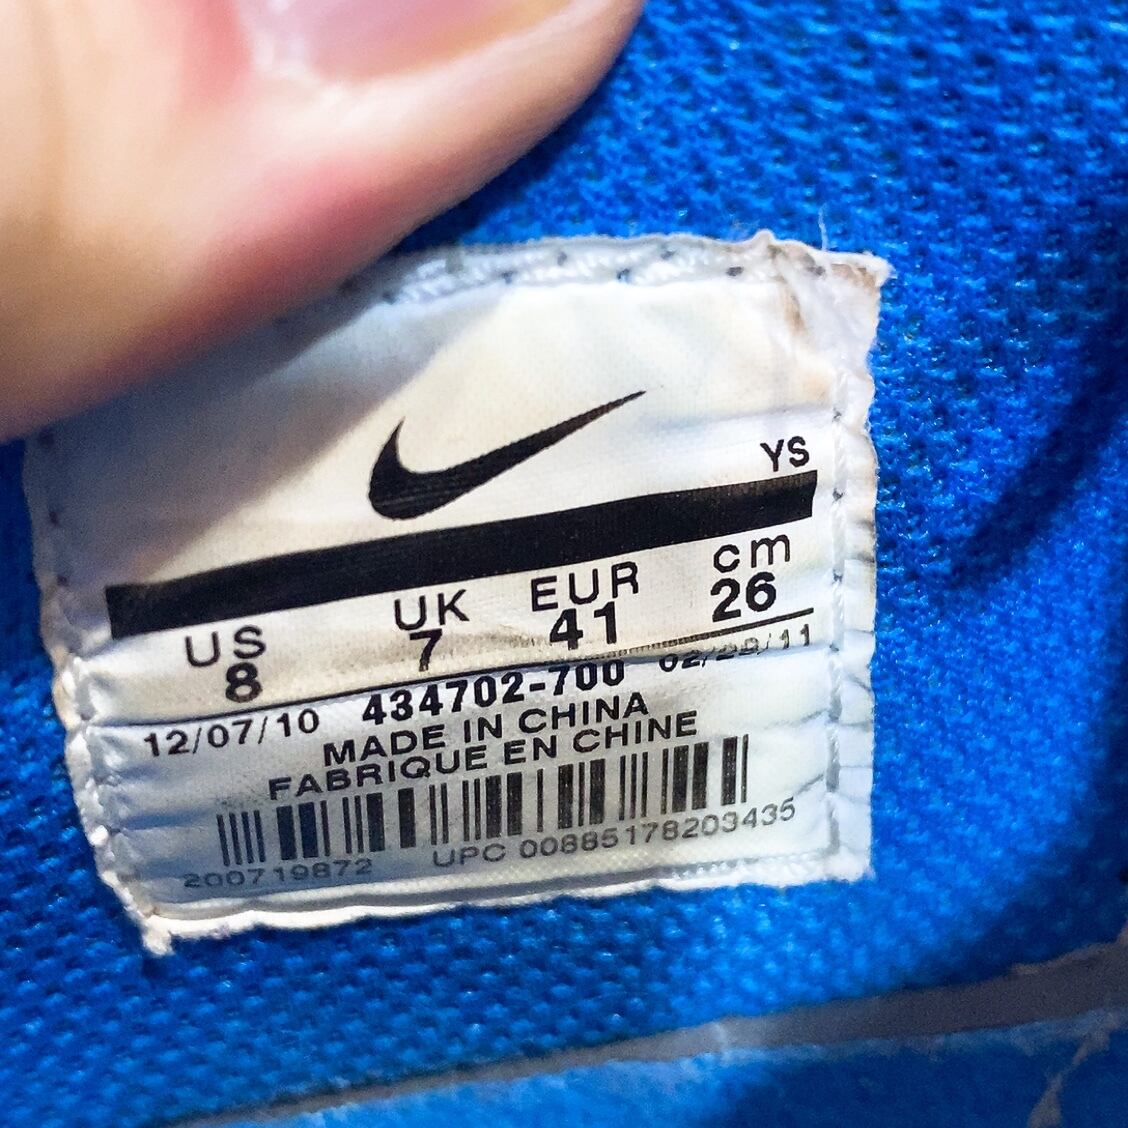 YS
US UK EUR cm
8 7 41 26
12/07/10 434702-700 02/28/11
MADE IN CHINA
FABRIQUE EN CHINE
200719872 UPC 00885178203435